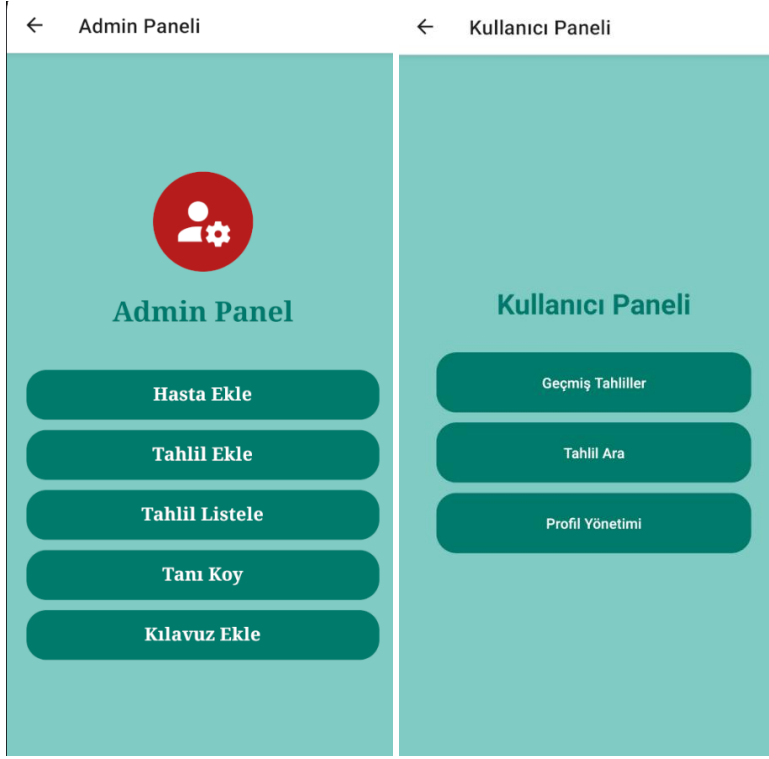 Admin Paneli
Admin Panel
Hasta Ekle
Tahlil Ekle
Tahlil Listele
Tanı Koy
Kılavuz Ekle
Kullanıcı Paneli
Kullanıcı Paneli
Geçmiş Tahliller
Tahlil Ara
Profil Yönetimi